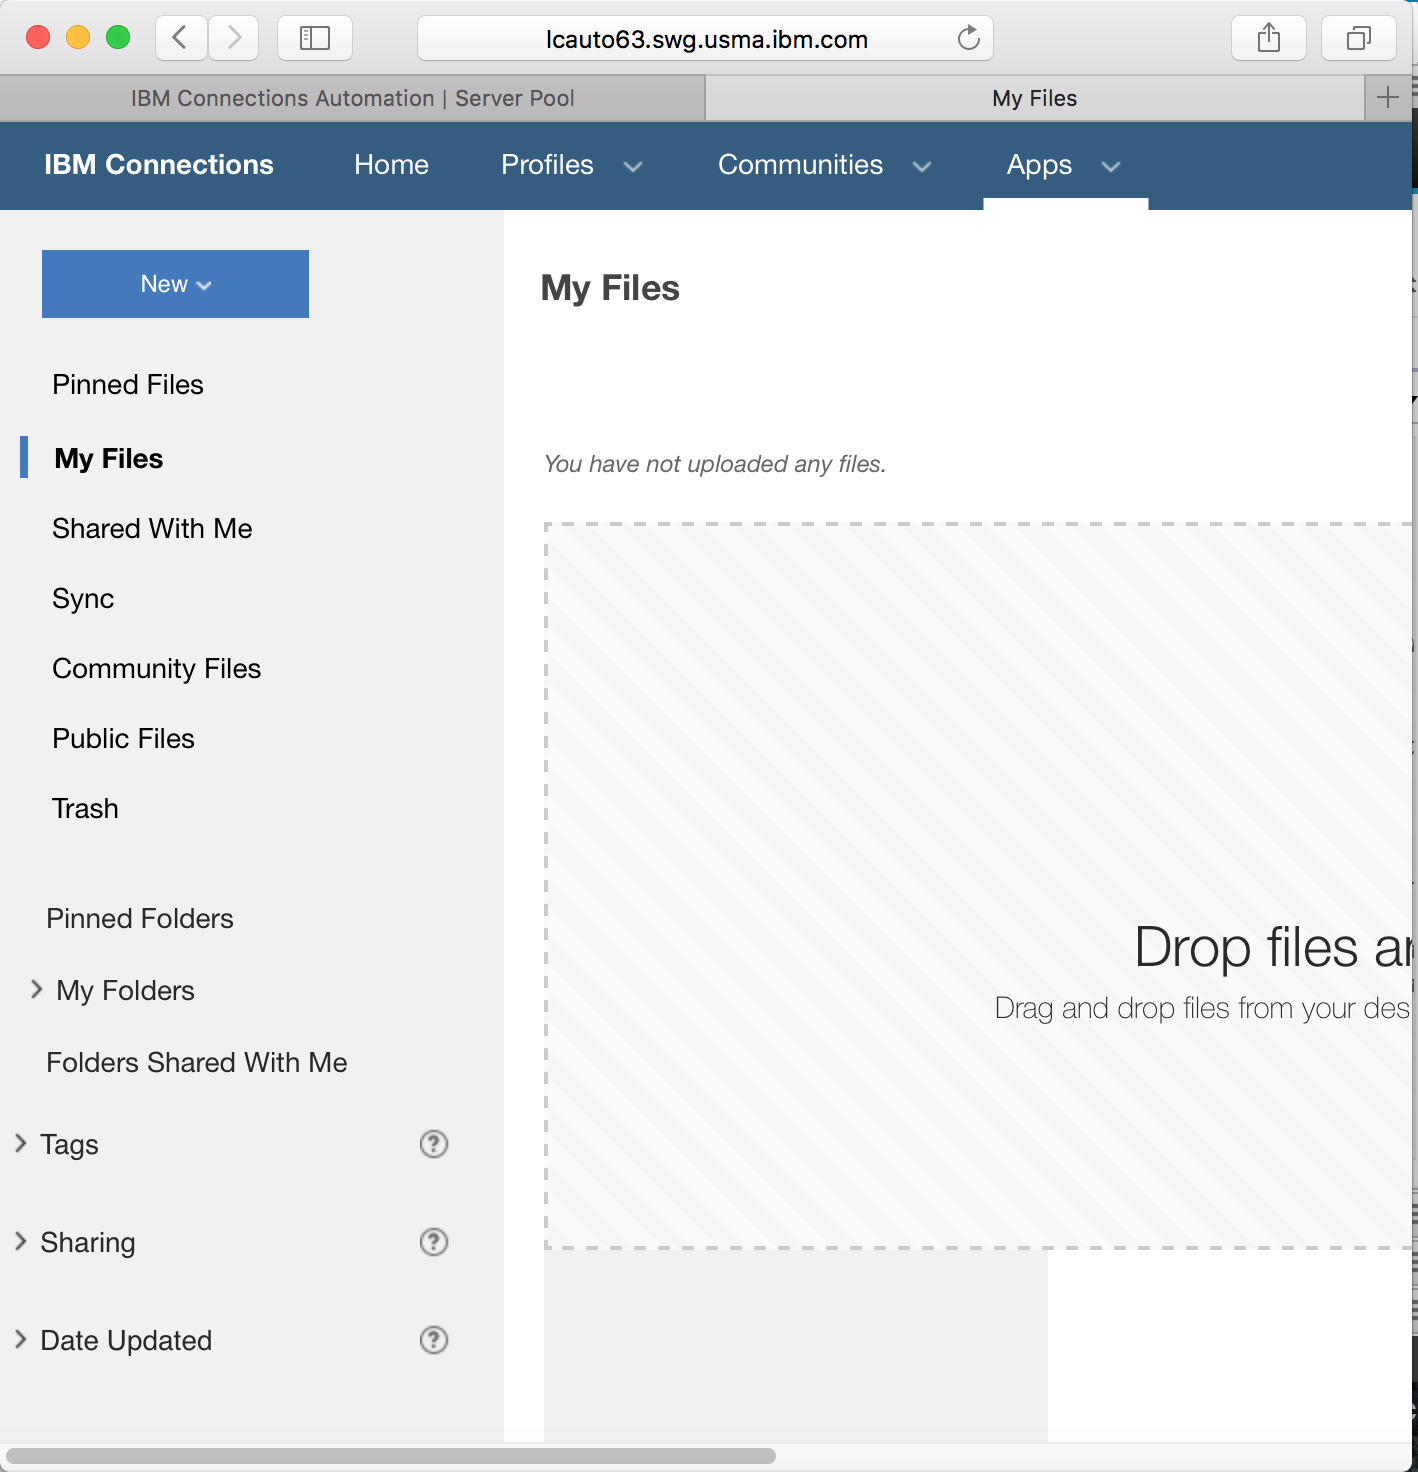 lcauto63.swg.usma.ibm.com
IBM Connections Automation | Server Pool
My Files
IBM Connections Home Profiles Communities Apps
New
Pinned Files
My Files
Shared With Me
Sync
Community Files
Public Files
Trash
Pinned Folders
My Folders
Folders Shared With Me
Tags ?
Sharing ?
Date Updated ?
My Files
You have not uploaded any files.
Drop files
Drag and drop files from your